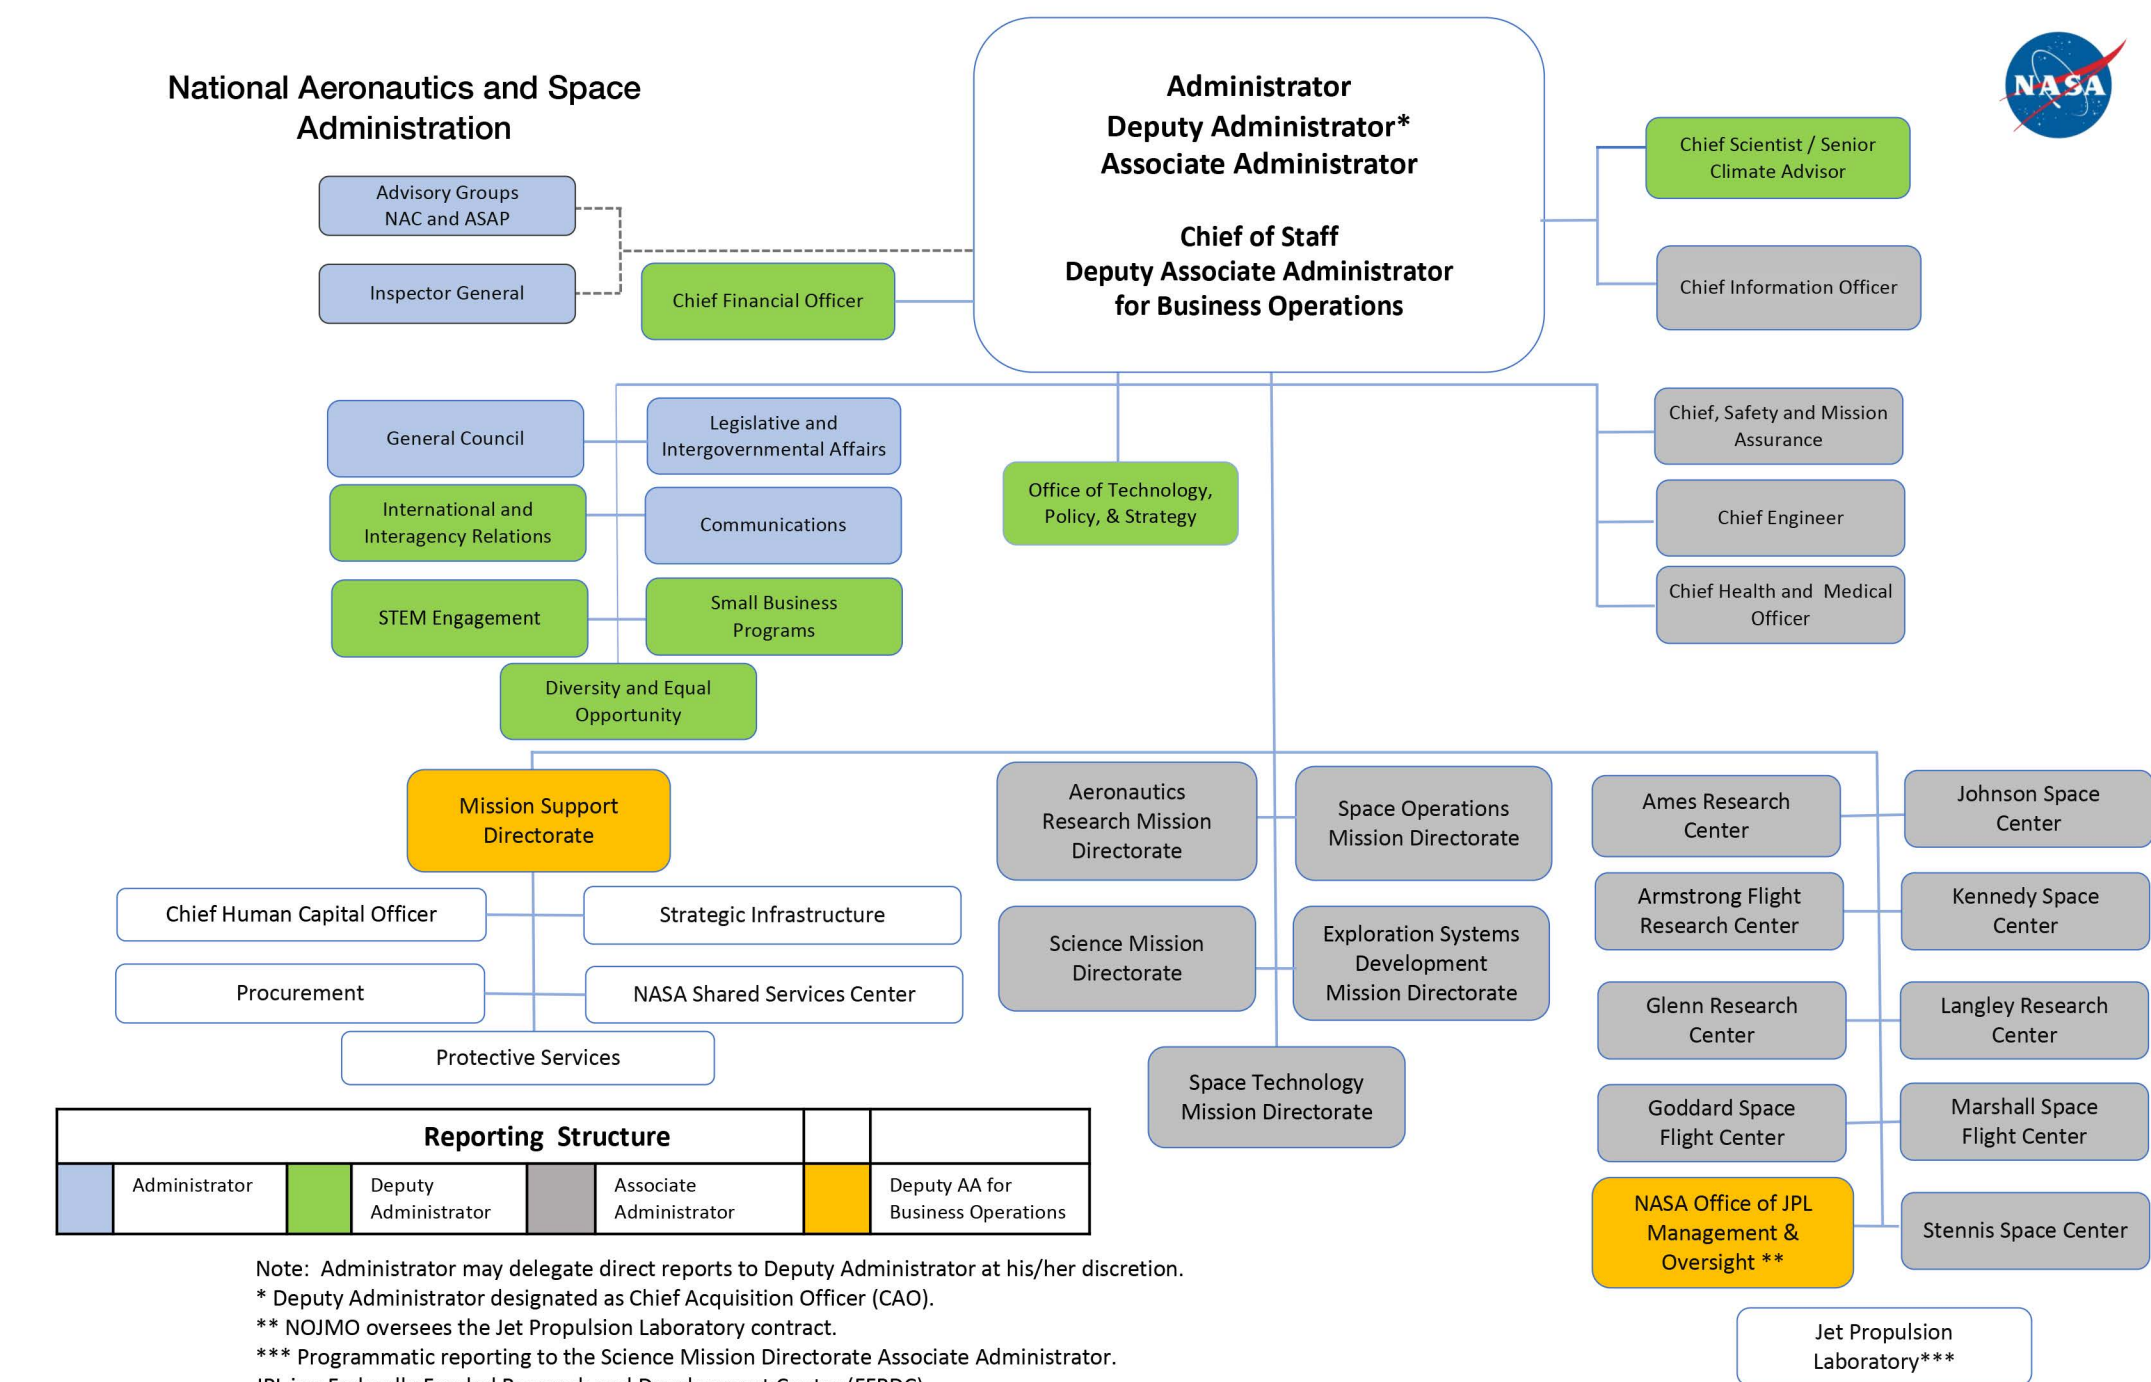 National Aeronautics and Space
Administration
Administrator
Deputy Administrator*
Associate Administrator
Chief of Staff
Deputy Associate Administrator
for Business Operations
NASA
Advisory Groups
NAC and ASAP
Inspector General
Chief Financial Officer
Chief Scientist / Senior
Climate Advisor
Chief Information Officer
General Council
Legislative and
Intergovernmental Affairs
International and
Interagency Relations
Communications
STEM Engagement
Small Business
Programs
Diversity and Equal
Opportunity
Office of Technology,
Policy, & Strategy
Chief, Safety and Mission
Assurance
Chief Engineer
Chief Health and Medical
Officer
Mission Support
Directorate
Chief Human Capital Officer
Strategic Infrastructure
Procurement
NASA Shared Services Center
Protective Services
Aeronautics
Research Mission
Directorate
Space Operations
Mission Directorate
Science Mission
Directorate
Exploration Systems
Development
Mission Directorate
Space Technology
Mission Directorate
Ames Research
Center
Johnson Space
Center
Armstrong Flight
Research Center
Kennedy Space
Center
Glenn Research
Center
Langley Research
Center
Goddard Space
Flight Center
Marshall Space
Flight Center
NASA Office of JPL
Management &
Oversight **
Stennis Space Center
Jet Propulsion
Laboratory***
Reporting Structure
Administrator
Deputy
Administrator
Associate
Administrator
Deputy AA for
Business Operations
Note: Administrator may delegate direct reports to Deputy Administrator at his/her discretion.
* Deputy Administrator designated as Chief Acquisition Officer (CAO).
** NOJMO oversees the Jet Propulsion Laboratory contract.
*** Programmatic reporting to the Science Mission Directorate Associate Administrator.